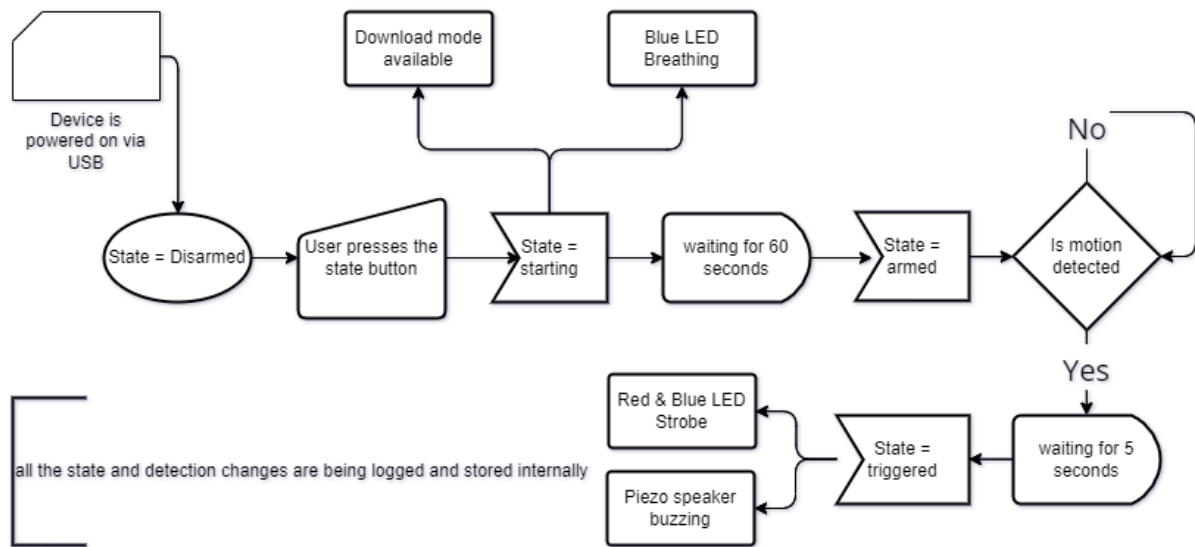 Download mode
available
Blue LED
Breathing
Device is
powered on via
USB
No
State = Disarmed
User presses the
state button
State =
starting
waiting for 60
seconds
State =
armed
Is motion
detected
Yes
Red & Blue LED
Strobe
State =
triggered
waiting for 5
seconds
all the state and detection changes are being logged and stored internally
Piezo speaker
buzzing